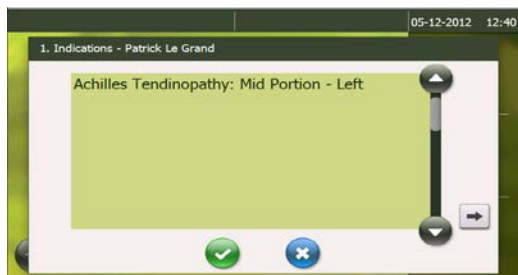 05-12-2012 12:40
1. Indications - Patrick Le Grand
Achilles Tendinopathy: Mid Portion - Left